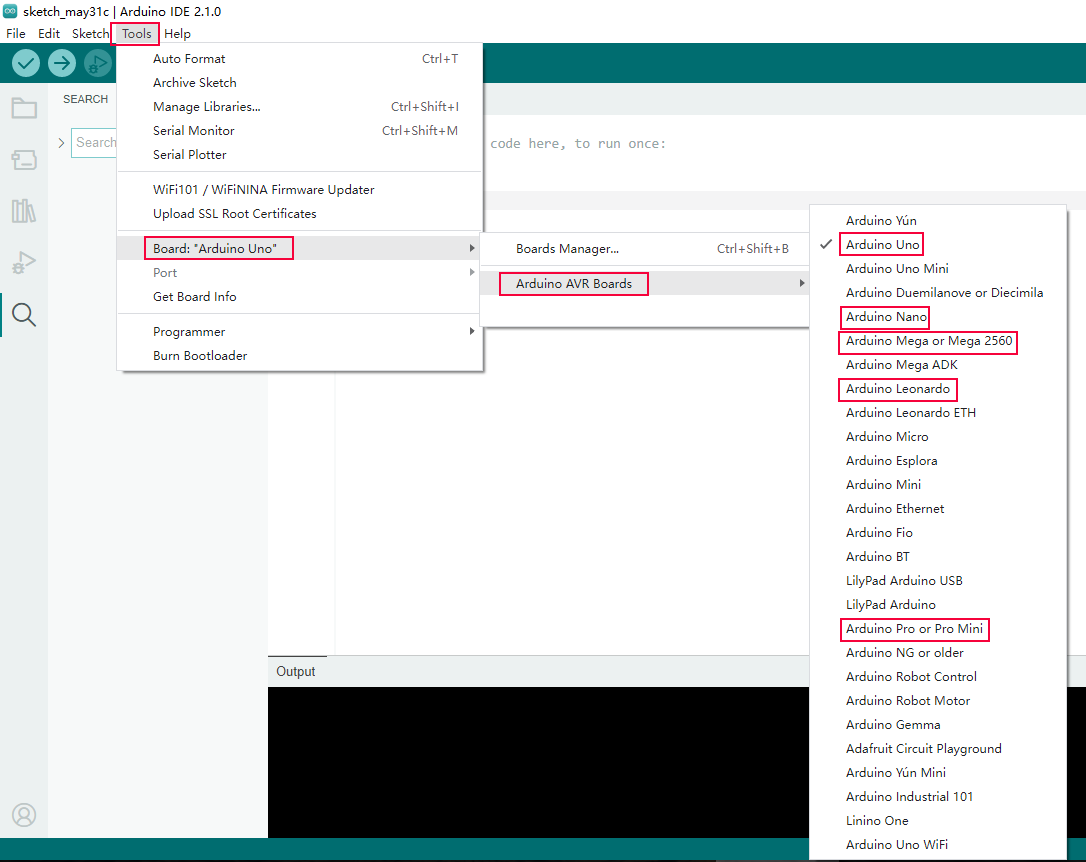 sketch_may31c | Arduino IDE 2.1.0
File Edit Sketch Tools Help
Auto Format Ctrl+T
Archive Sketch
Manage Libraries... Ctrl+Shift+I
Serial Monitor Ctrl+Shift+M
Serial Plotter
WiFi101 / WiFiNINA Firmware Updater
Upload SSL Root Certificates
Board: "Arduino Uno"
Port
Get Board Info
Programmer
Burn Bootloader
SEARCH
Search
code here, to run once:
Boards Manager... Ctrl+Shift+B
Arduino AVR Boards
Arduino Yún
Arduino Uno
Arduino Uno Mini
Arduino Duemilanove or Diecimila
Arduino Nano
Arduino Mega or Mega 2560
Arduino Mega ADK
Arduino Leonardo
Arduino Leonardo ETH
Arduino Micro
Arduino Esplora
Arduino Mini
Arduino Ethernet
Arduino Fio
Arduino BT
LilyPad Arduino USB
LilyPad Arduino
Arduino Pro or Pro Mini
Arduino NG or older
Arduino Robot Control
Arduino Robot Motor
Arduino Gemma
Adafruit Circuit Playground
Arduino Yún Mini
Arduino Industrial 101
Linino One
Arduino Uno WiFi
Output